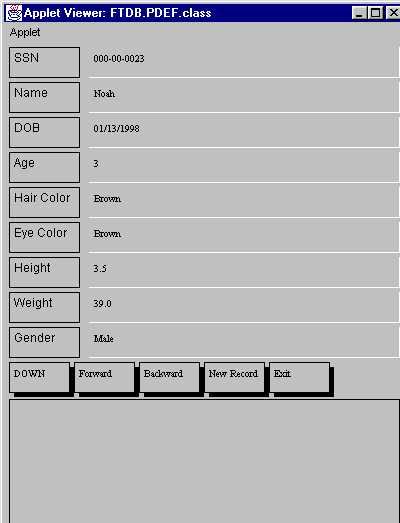 Applet Viewer: FTDB.PDEF.class
Applet
SSN 000-00-0023
Name Noah
DOB 01/13/1998
Age 3
Hair Color Brown
Eye Color Brown
Height 3.5
Weight 39.0
Gender Male
DOWN Forward Backward New Record Exit